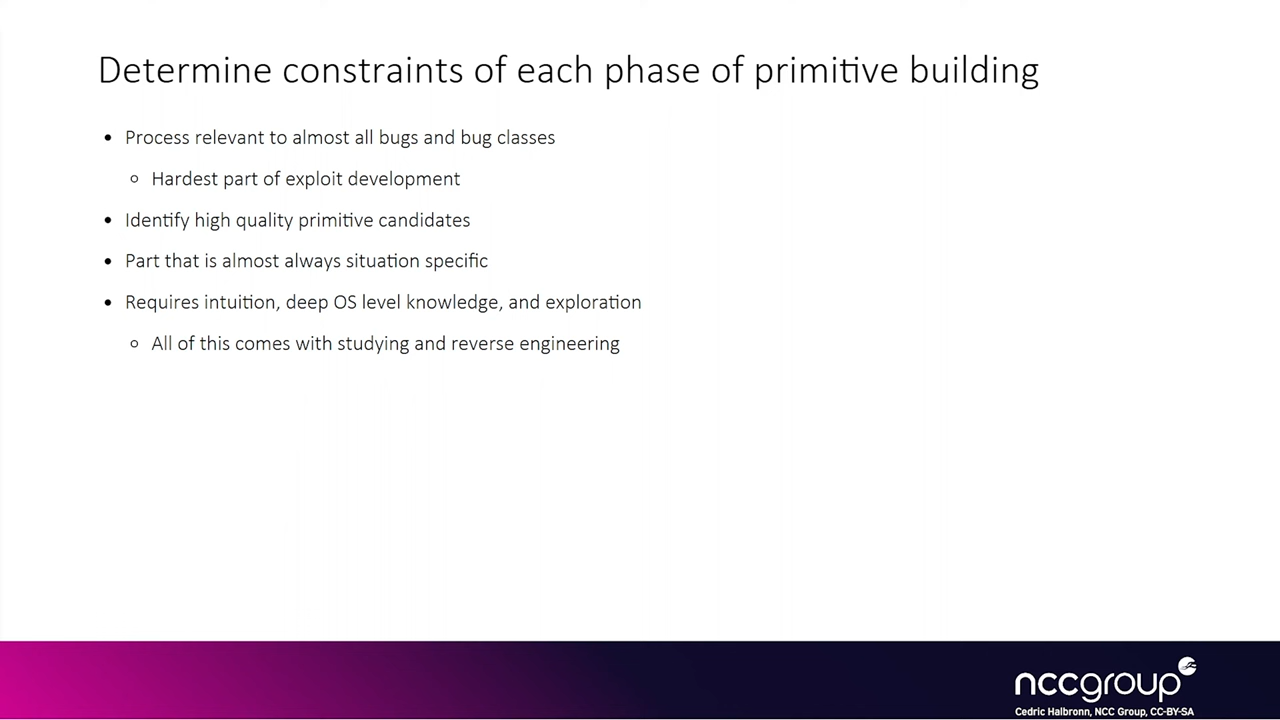 Determine constraints of each phase of primitive building
• Process relevant to almost all bugs and bug classes
○ Hardest part of exploit development
• Identify high quality primitive candidates
• Part that is almost always situation specific
• Requires intuition, deep OS level knowledge, and exploration
○ All of this comes with studying and reverse engineering
nccgroup
Cedric Halbronn, NCC Group, CC-BY-SA